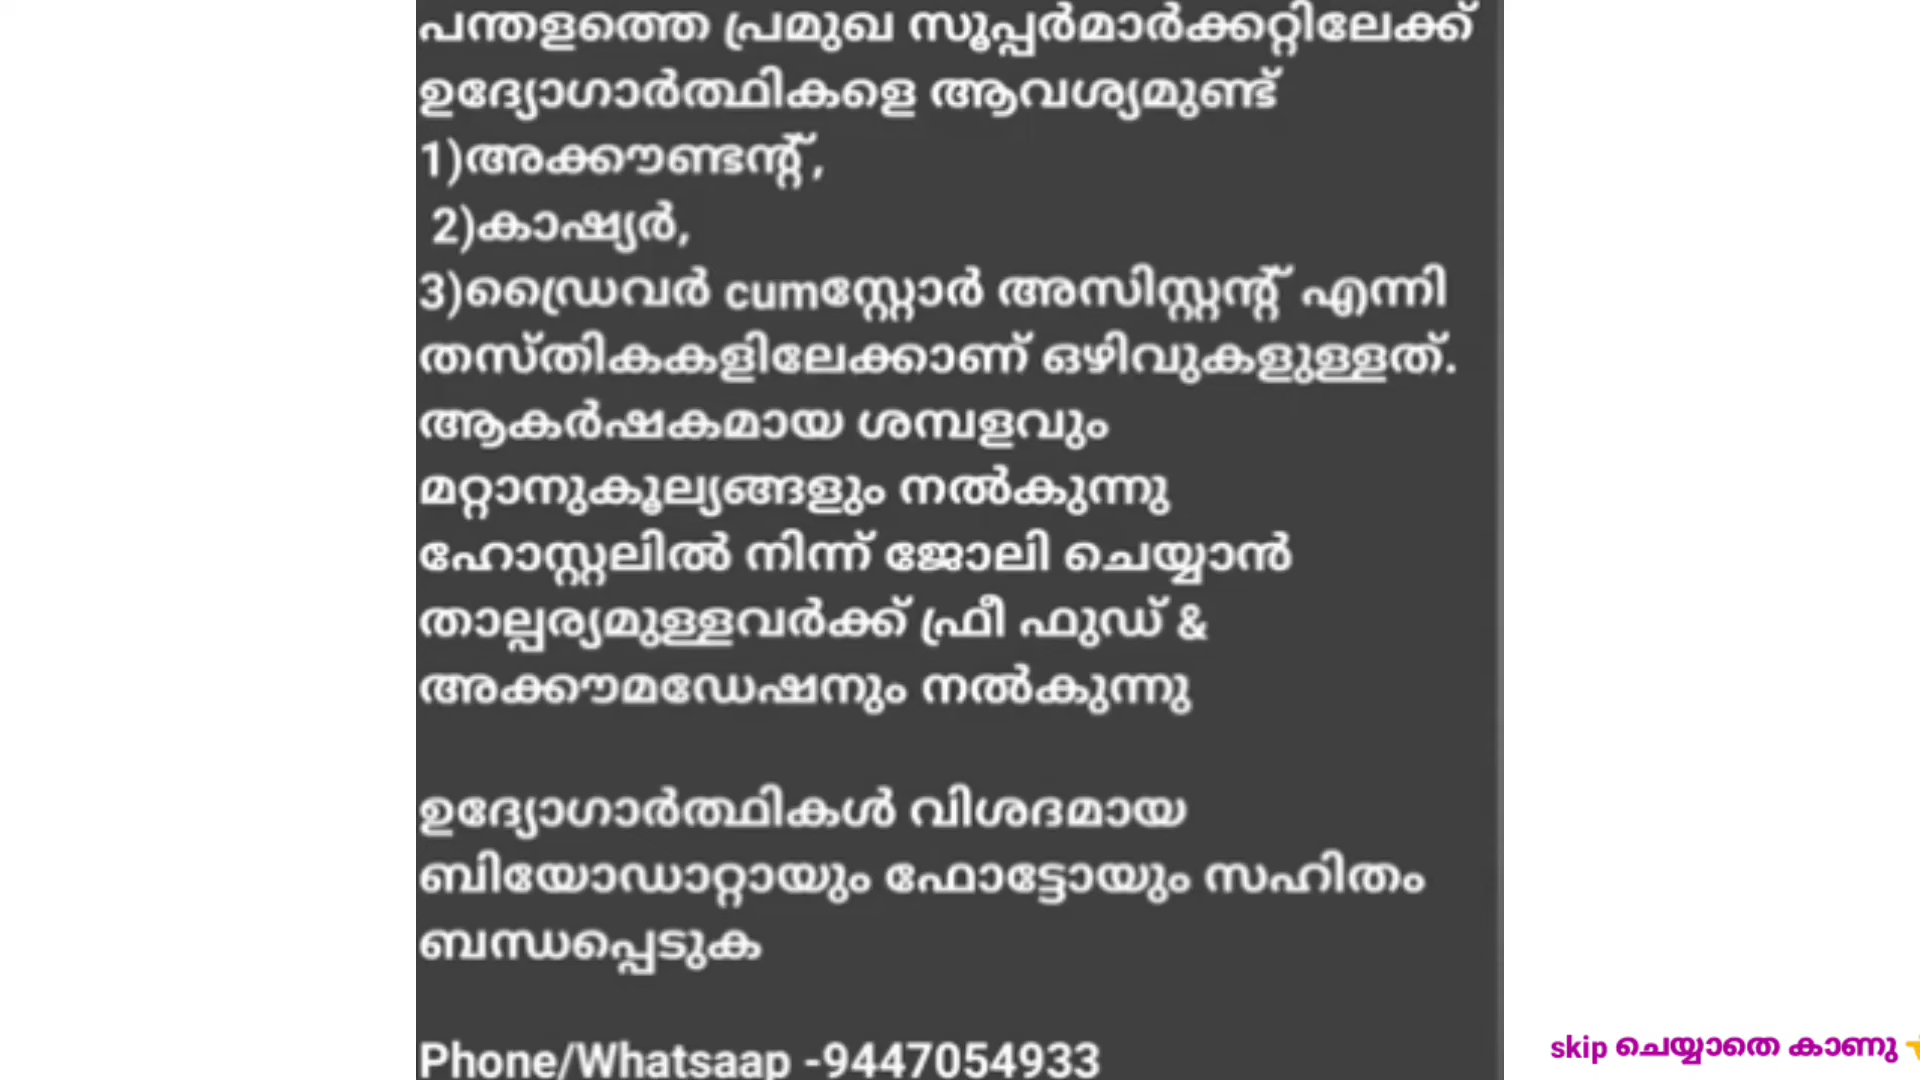 പന്തളത്തെ പ്രമുഖ സൂപ്പർമാർക്കറ്റിലേക്ക്
ഉദ്യോഗാർത്ഥികളെ ആവശ്യമുണ്ട്
1)അക്കൗണ്ടന്റ്,
2)കാഷ്യർ,
3)ഡ്രൈവർ cumസ്റ്റോർ അസിസ്റ്റന്റ് എന്നി
തസ്തികകളിലേക്കാണ് ഒഴിവുകളുള്ളത്.
ആകർഷകമായ ശമ്പളവും
മറ്റാനുകൂല്യങ്ങളും നൽകുന്നു
ഹോസ്റ്റലിൽ നിന്ന് ജോലി ചെയ്യാൻ
താല്പര്യമുള്ളവർക്ക് ഫ്രീ ഫുഡ് &
അക്കൗമഡേഷനും നൽകുന്നു
ഉദ്യോഗാർത്ഥികൾ വിശദമായ
ബിയോഡാറ്റായും ഫോട്ടോയും സഹിതം
ബന്ധപ്പെടുക
Phone/Whatsaap -9447054933
skip ചെയ്യാതെ കാണു